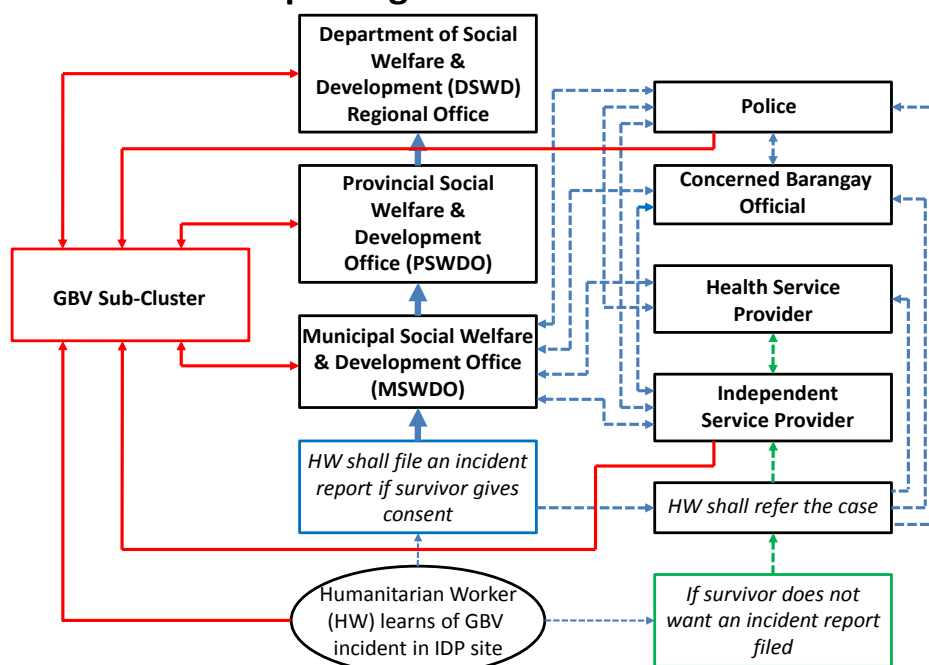 Department of Social
Welfare &
Development (DSWD)
Regional Office
Police
Provincial Social
Welfare &
Development
Office (PSWDO)
Concerned Barangay
Official
GBV Sub-Cluster
Health Service
Provider
Municipal Social Welfare
& Development Office
(MSWDO)
Independent
Service Provider
HW shall file an incident
report if survivor gives
consent
HW shall refer the case
Humanitarian Worker
(HW) learns of GBV
incident in IDP site
If survivor does not
want an incident report
filed